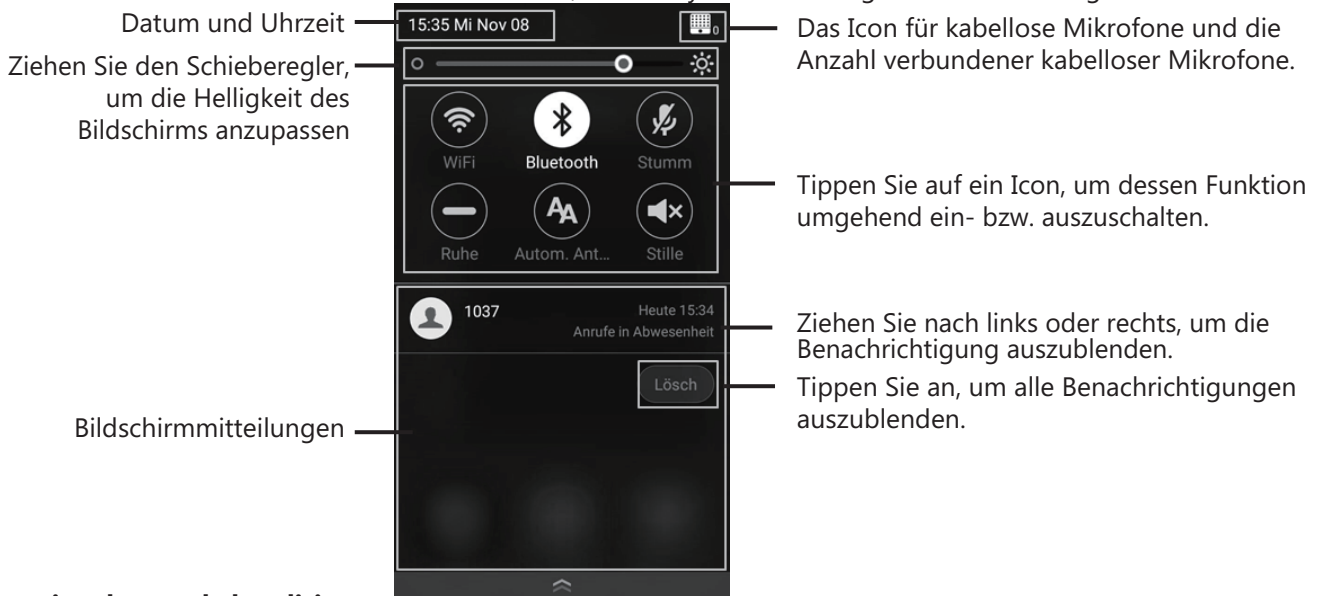 Datum und Uhrzeit
Ziehen Sie den Schieberegler,
um die Helligkeit des
Bildschirms anzupassen
Bildschirmmitteilungen
15:35 Mi Nov 08
0
WiFi
Bluetooth
Stumm
Ruhe
Autom. Ant...
Stille
1037
Heute 15:34
Anrufe in Abwesenheit
Lösch
Das Icon für kabellose Mikrofone und die
Anzahl verbundener kabelloser Mikrofone.
Tippen Sie auf ein Icon, um dessen Funktion
umgehend ein- bzw. auszuschalten.
Ziehen Sie nach links oder rechts, um die
Benachrichtigung auszublenden.
Tippen Sie an, um alle Benachrichtigungen
auszublenden.